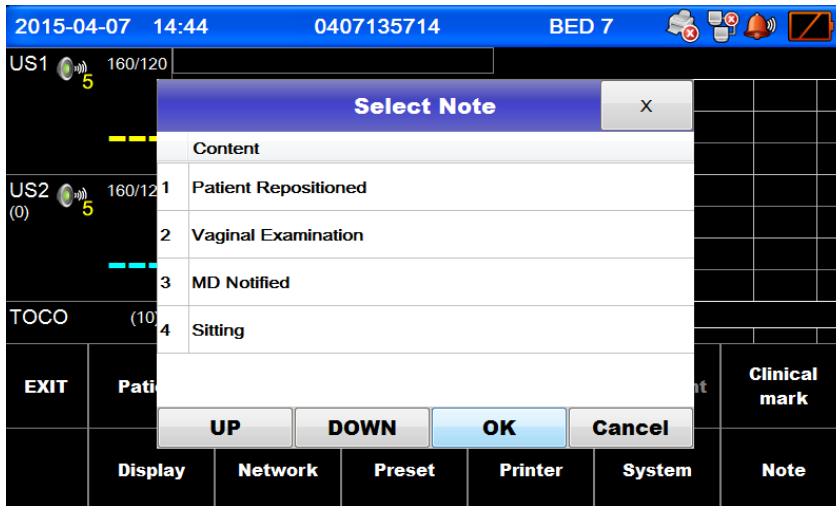 2015-04-07 14:44 0407135714 BED 7
US1 5 160/120
Select Note X
Content
US2 (0) 5 160/12
1 Patient Repositioned
2 Vaginal Examination
3 MD Notified
4 Sitting
TOCO (10)
UP DOWN OK Cancel
EXIT Clinical mark
Display Network Preset Printer System Note